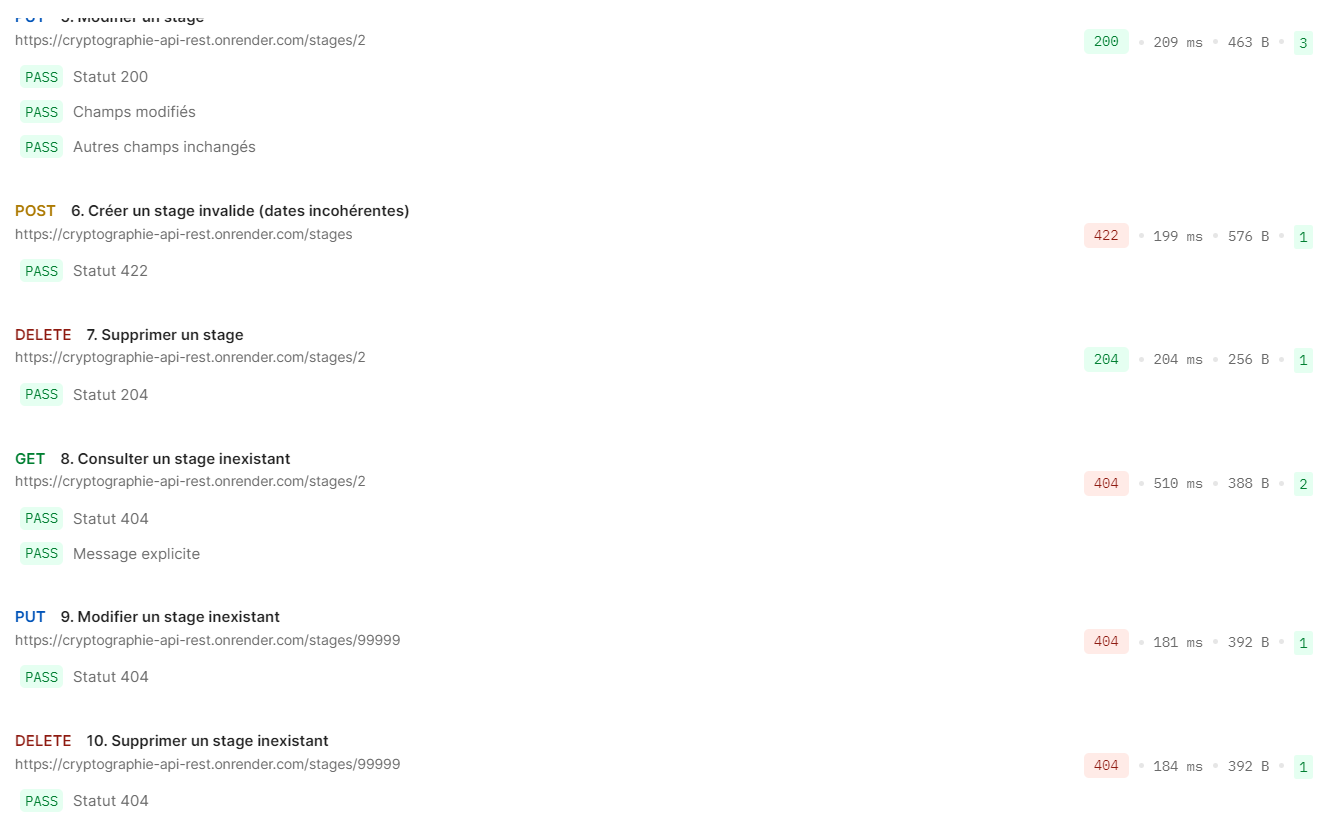 PUT 5. Modifier un stage
https://cryptographie-api-rest.onrender.com/stages/2
200 • 209 ms • 463 B • 3
PASS Statut 200
PASS Champs modifiés
PASS Autres champs inchangés
POST 6. Créer un stage invalide (dates incohérentes)
https://cryptographie-api-rest.onrender.com/stages
422 • 199 ms • 576 B • 1
PASS Statut 422
DELETE 7. Supprimer un stage
https://cryptographie-api-rest.onrender.com/stages/2
204 • 204 ms • 256 B • 1
PASS Statut 204
GET 8. Consulter un stage inexistant
https://cryptographie-api-rest.onrender.com/stages/2
404 • 510 ms • 388 B • 2
PASS Statut 404
PASS Message explicite
PUT 9. Modifier un stage inexistant
https://cryptographie-api-rest.onrender.com/stages/99999
404 • 181 ms • 392 B • 1
PASS Statut 404
DELETE 10. Supprimer un stage inexistant
https://cryptographie-api-rest.onrender.com/stages/99999
404 • 184 ms • 392 B • 1
PASS Statut 404